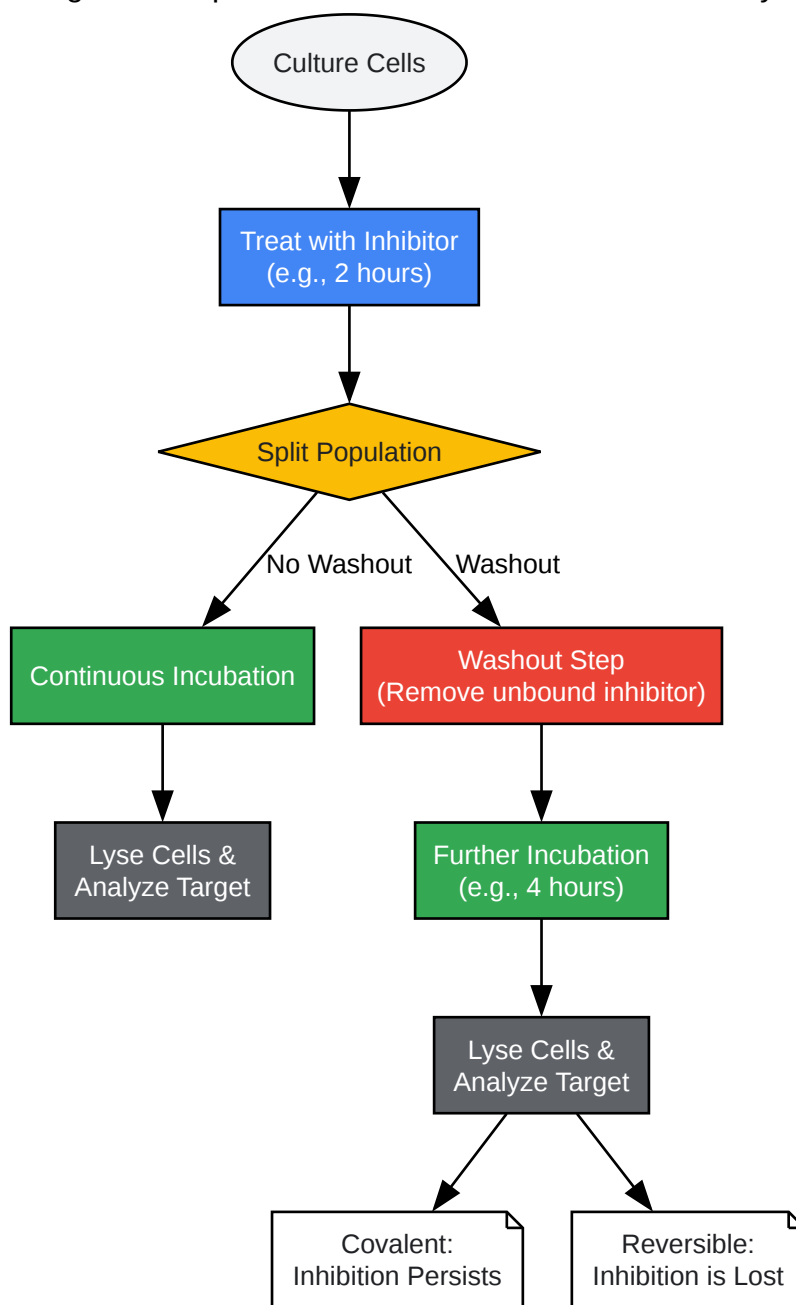 Culture Cells
Treat with Inhibitor
(e.g., 2 hours)
Split Population
No Washout
Washout
Continuous Incubation
Washout Step
(Remove unbound inhibitor)
Lyse Cells &
Analyze Target
Further Incubation
(e.g., 4 hours)
Lyse Cells &
Analyze Target
Covalent:
Inhibition Persists
Reversible:
Inhibition is Lost